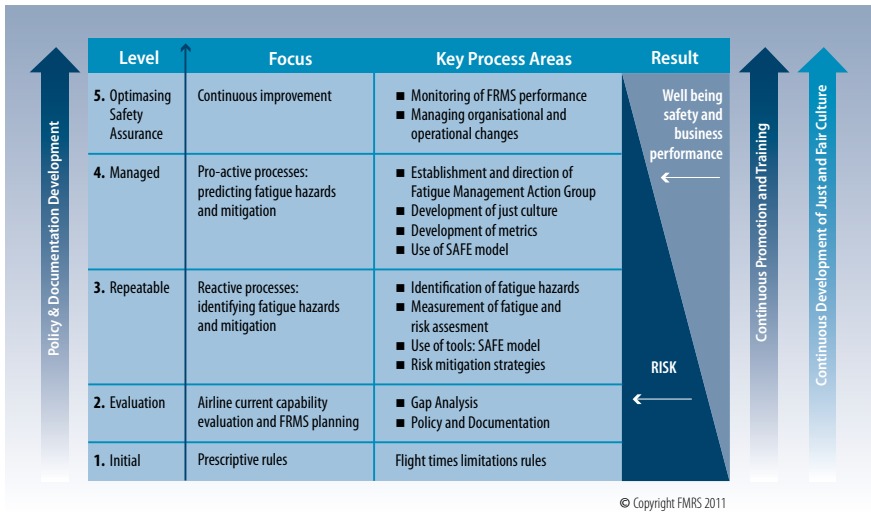 Policy & Documentation Development
Level
Focus
Key Process Areas
Result
5. Optimasing
Safety
Assurance
Continuous improvement
■ Monitoring of FRMS performance
■ Managing organisational and
operational changes
Well being
safety and
business
performance
4. Managed
Pro-active processes:
predicting fatigue hazards
and mitigation
■ Establishment and direction of
Fatigue Management Action Group
■ Development of just culture
■ Development of metrics
■ Use of SAFE model
3. Repeatable
Reactive processes:
identifying fatigue hazards
and mitigation
■ Identification of fatigue hazards
■ Measurement of fatigue and
risk assesment
■ Use of tools: SAFE model
■ Risk mitigation strategies
RISK
2. Evaluation
Airline current capability
evaluation and FRMS planning
■ Gap Analysis
■ Policy and Documentation
1. Initial
Prescriptive rules
Flight times limitations rules
Continuous Promotion and Training
Continuous Development of Just and Fair Culture
© Copyright FMRS 2011